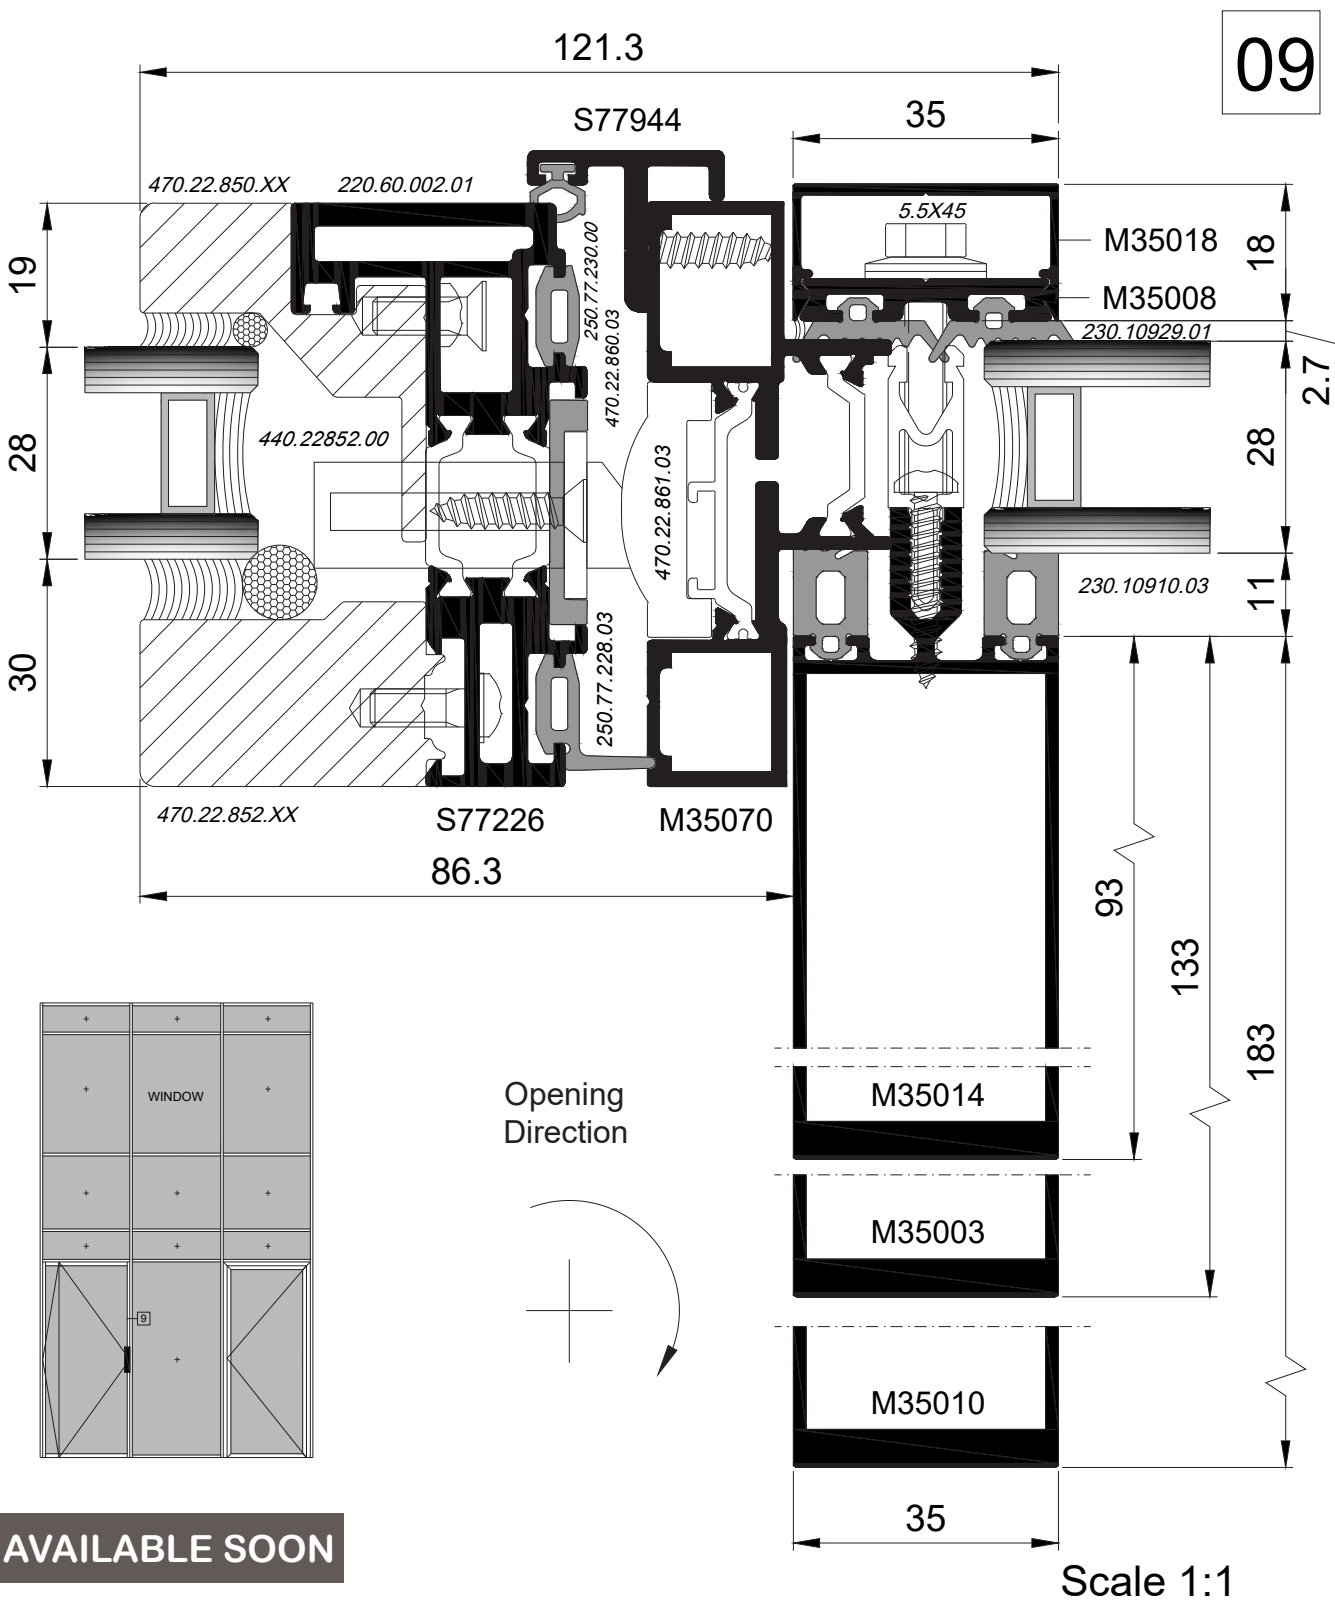 09
121.3
S77944
35
470.22.850.XX
220.60.002.01
5.5X45
M35018
18
M35008
230.10929.01
19
250.77.230.00
470.22.860.03
2.7
28
440.22852.00
470.22.861.03
28
230.10910.03
11
30
250.77.228.03
470.22.852.XX
S77226
M35070
86.3
93
133
183
WINDOW
9
Opening
Direction
M35014
M35003
M35010
35
AVAILABLE SOON
Scale 1:1